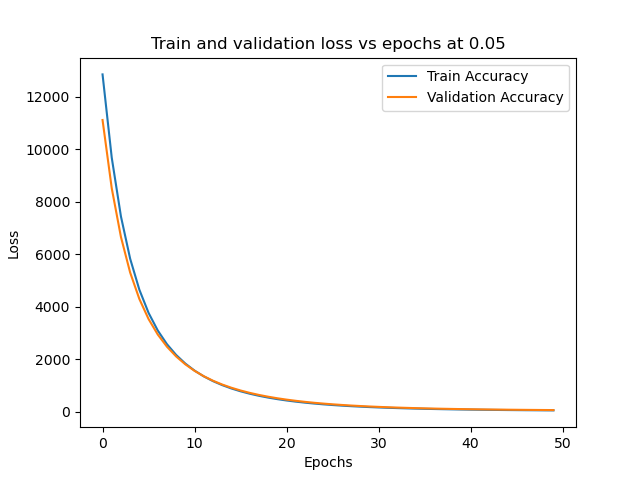 Train and validation loss vs epochs at 0.05
Train Accuracy
Validation Accuracy
12000
10000
8000
6000
4000
2000
0
Loss
0 10 20 30 40 50
Epochs